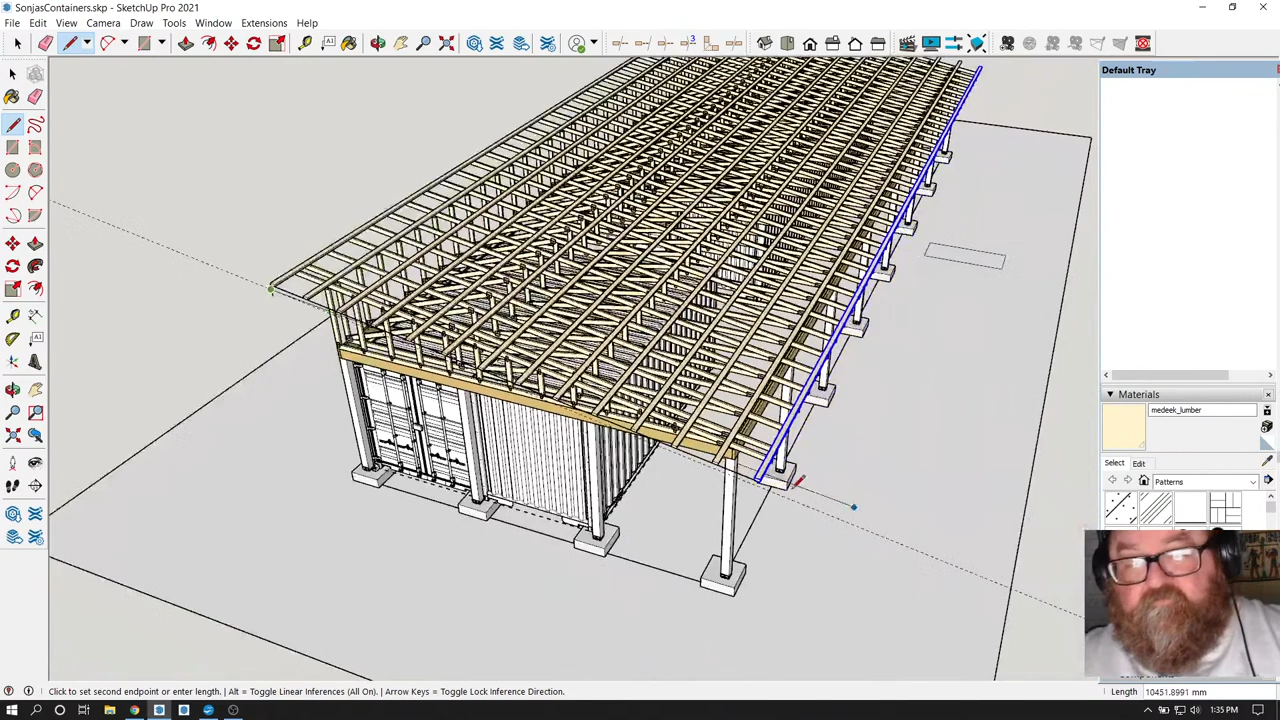 SonjasContainers.skp - SketchUp Pro 2021
File Edit View Camera Draw Tools Window Extensions Help
3
Default Tray
Materials
medeek_lumber
Select Edit
Patterns
Click to set second endpoint or enter length. | Alt = Toggle Linear Inferences (All On). | Arrow Keys = Toggle Lock Inference Direction.
Length 10451.8991 mm
1:35 PM